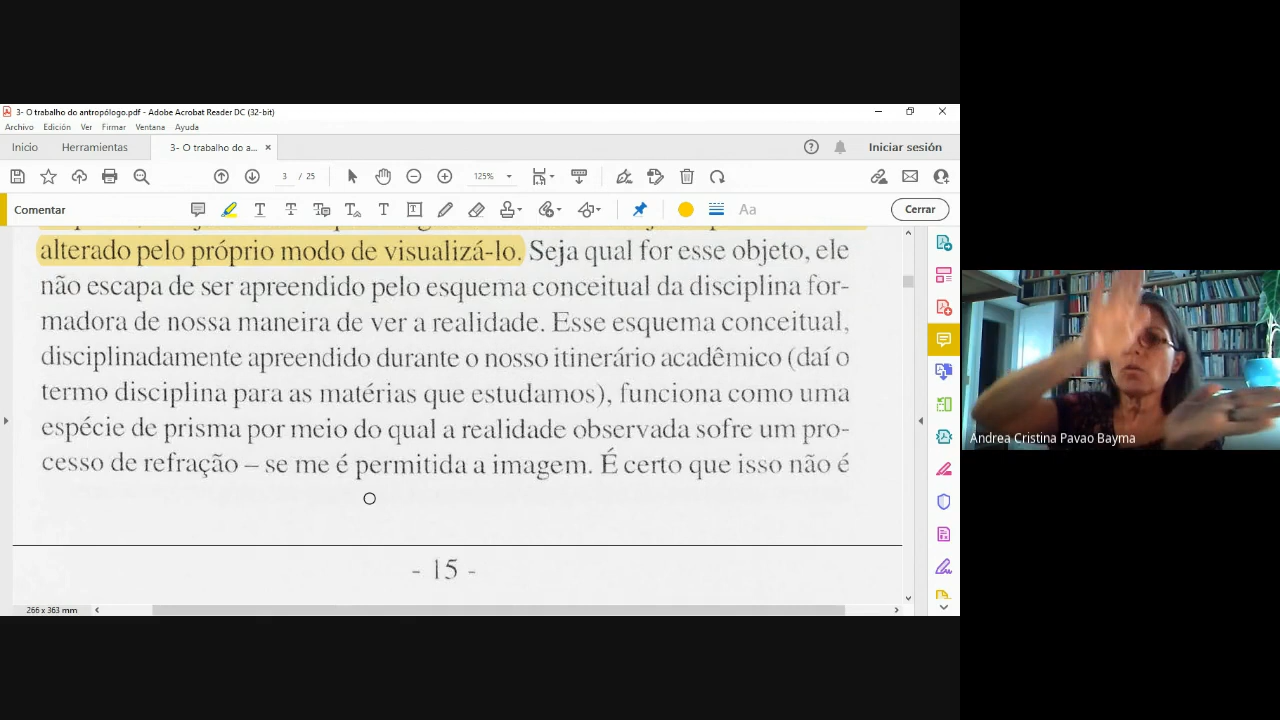 3- O trabalho do antropólogo.pdf - Adobe Acrobat Reader DC (32-bit)
Archivo Edición Ver Firmar Ventana Ayuda
Inicio Herramientas 3- O trabalho do a... Iniciar sesión
3 / 25 125%
Comentar Aa Cerrar
alterado pelo próprio modo de visualizá-lo. Seja qual for esse objeto, ele
não escapa de ser apreendido pelo esquema conceitual da disciplina for-
madora de nossa maneira de ver a realidade. Esse esquema conceitual,
disciplinadamente apreendido durante o nosso itinerário acadêmico (daí o
termo disciplina para as matérias que estudamos), funciona como uma
espécie de prisma por meio do qual a realidade observada sofre um pro-
cesso de refração – se me é permitida a imagem. É certo que isso não é
- 15 -
266 x 363 mm
Andrea Cristina Pavao Bayma